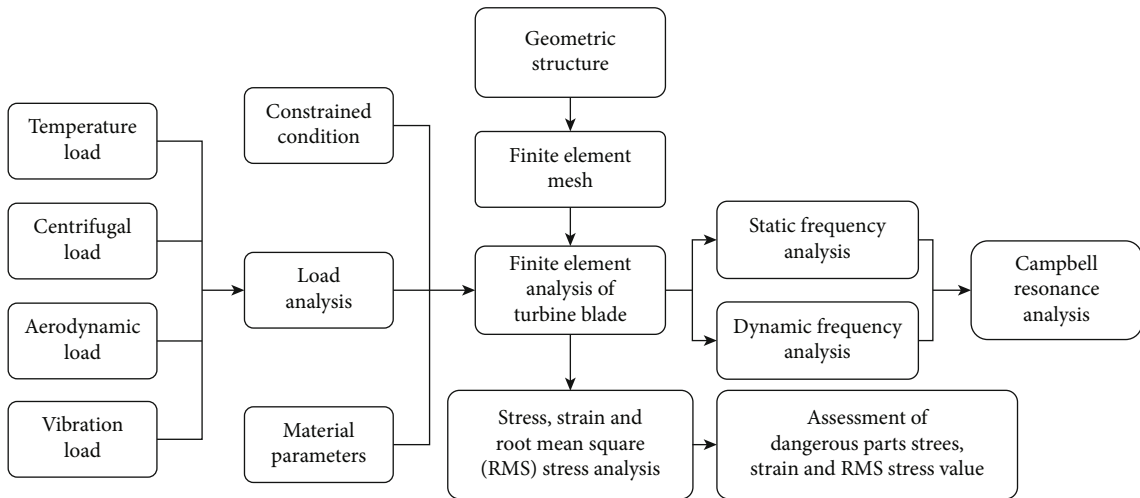 Geometric
structure
Temperature
load
Constrained
condition
Finite element
mesh
Centrifugal
load
Static frequency
analysis
Load
analysis
Finite element
analysis of
turbine blade
Campbell
resonance
analysis
Aerodynamic
load
Dynamic frequency
analysis
Vibration
load
Material
parameters
Stress, strain and
root mean square
(RMS) stress analysis
Assessment of
dangerous parts strees,
strain and RMS stress value